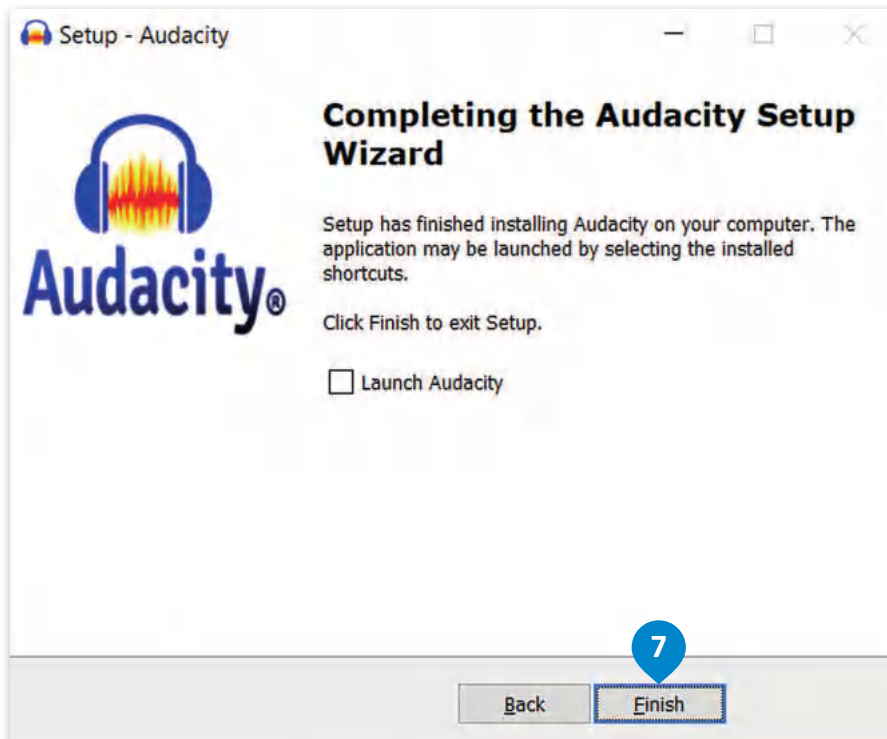 Setup - Audacity
Completing the Audacity Setup
Wizard
Audacity®
Setup has finished installing Audacity on your computer. The
application may be launched by selecting the installed
shortcuts.
Click Finish to exit Setup.
Launch Audacity
7
Back
Finish